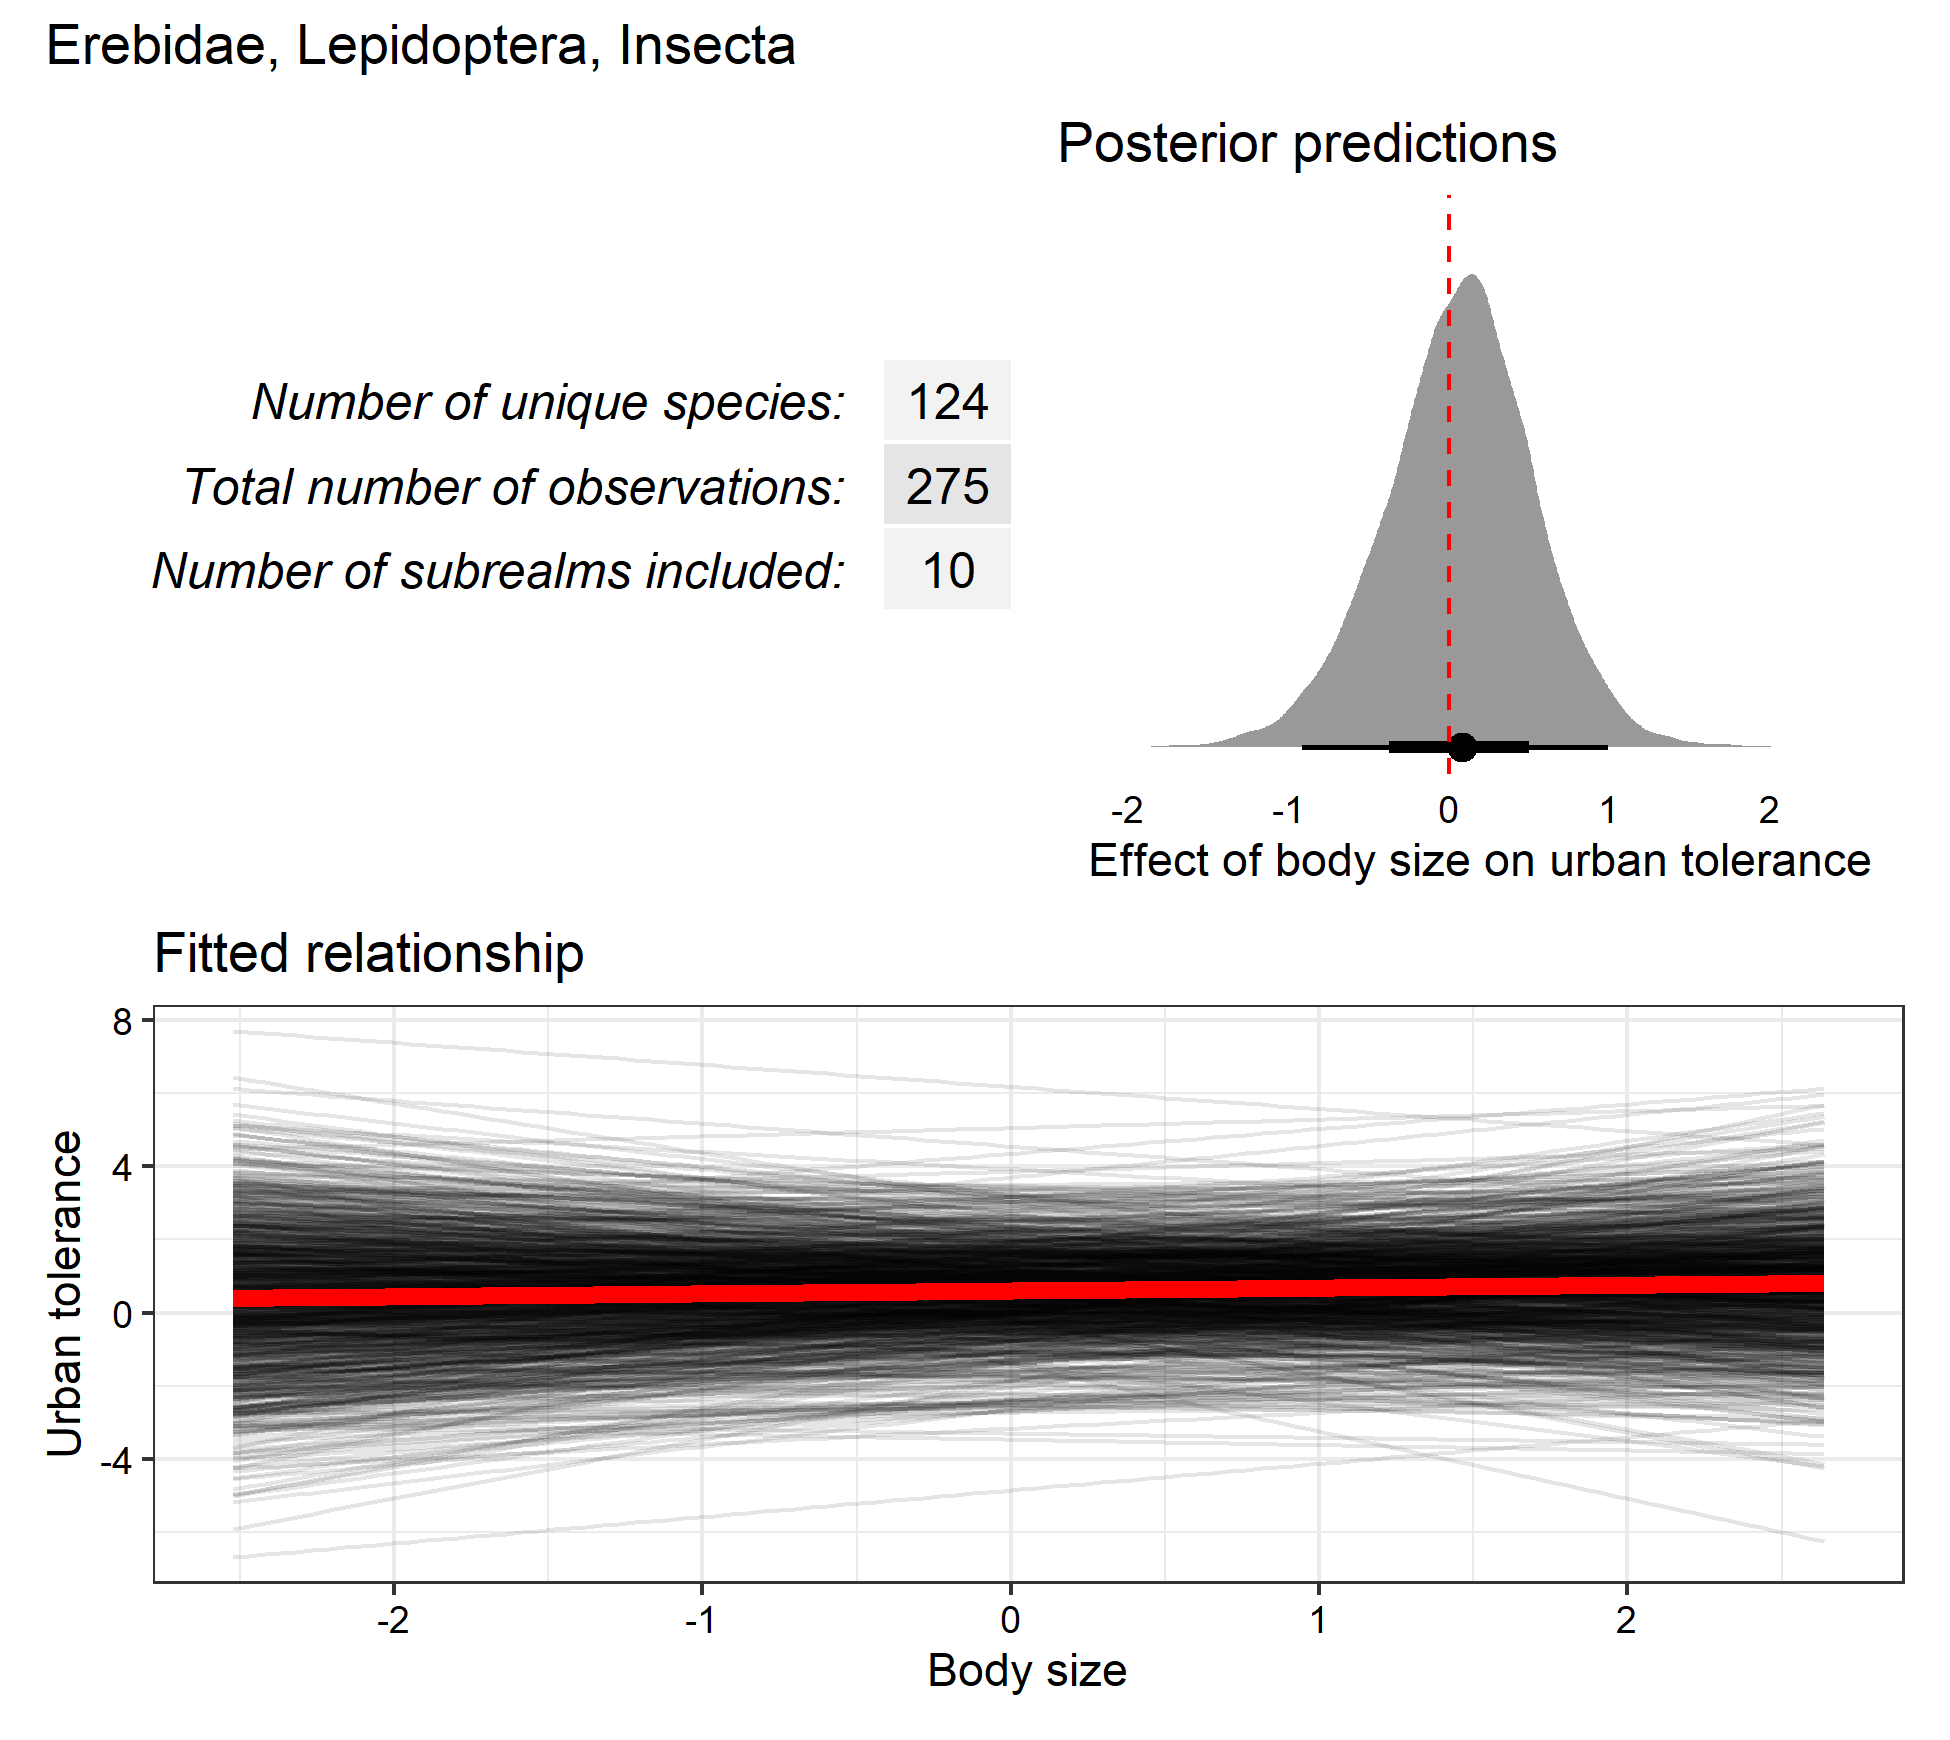 Erebidae, Lepidoptera, Insecta
Number of unique species: 124
Total number of observations: 275
Number of subrealms included: 10
Posterior predictions
-2 -1 0 1 2
Effect of body size on urban tolerance
Fitted relationship
Urban tolerance
8
4
0
-4
-2 -1 0 1 2
Body size